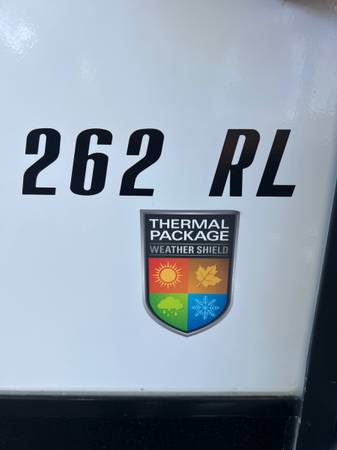 262 RL
THERMAL
PACKAGE
WEATHER SHIELD